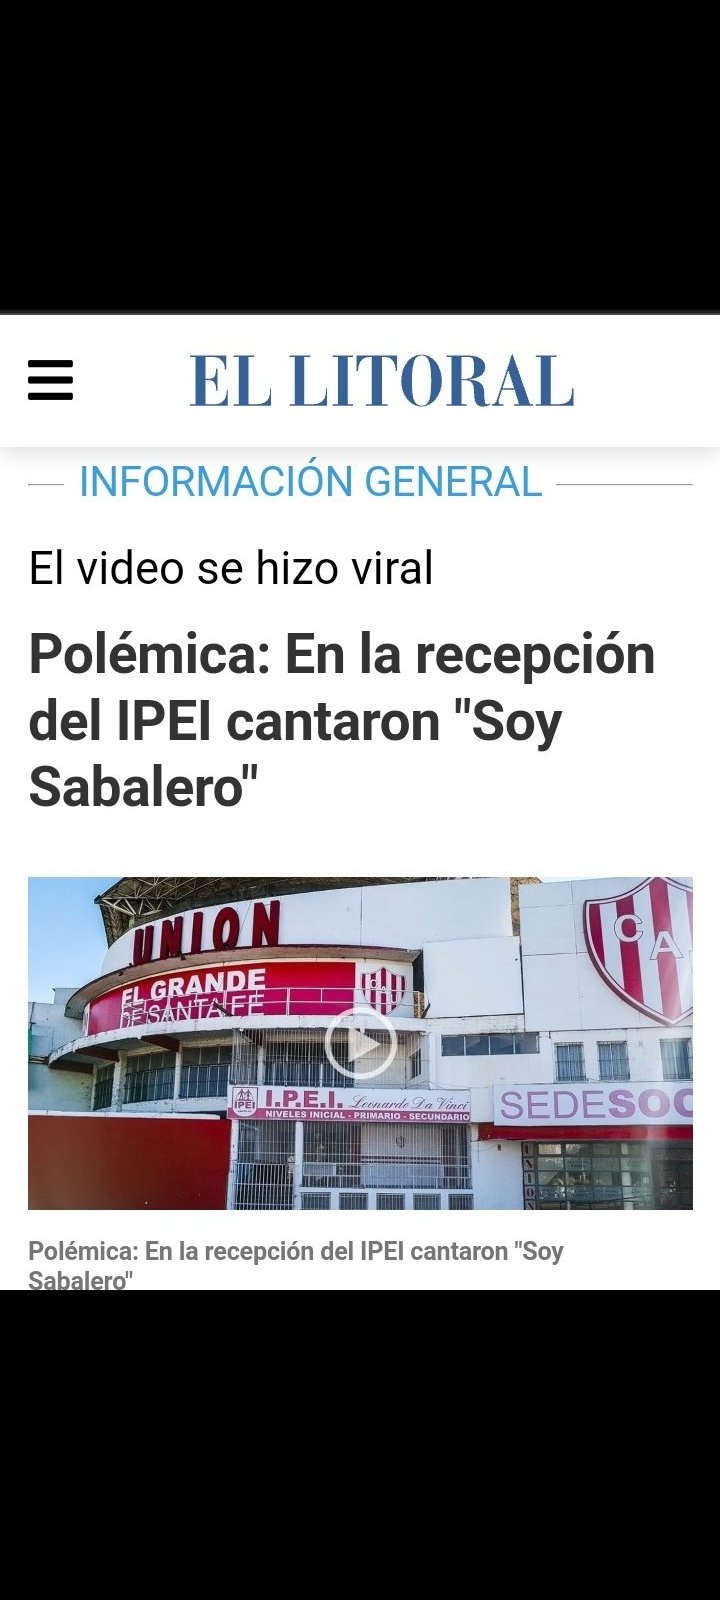 EL LITORAL
INFORMACIÓN GENERAL
El video se hizo viral
Polémica: En la recepción
del IPEI cantaron "Soy
Sabalero"
UNION
EL GRANDE
DE SANTA FE
CA
I.P.E.I. Leonardo Da Vinci
IPEI
NIVELES INICIAL - PRIMARIO - SECUNDARIO
SEDESOC
UNION
Polémica: En la recepción del IPEI cantaron "Soy
Sabalero"